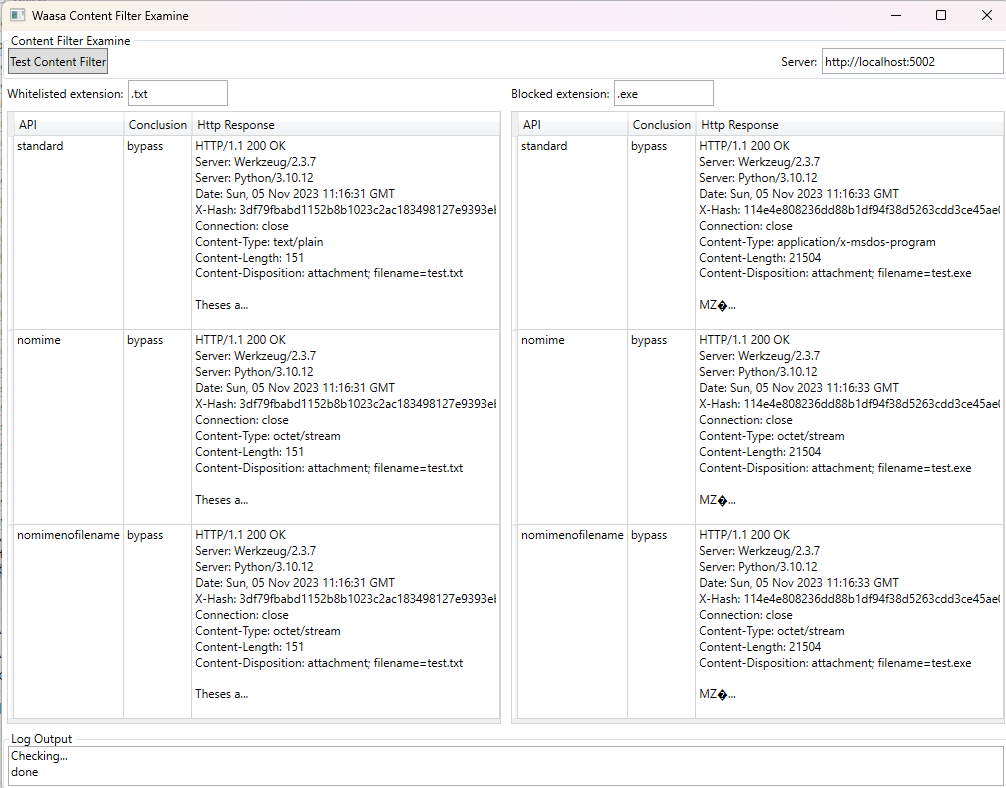 Waasa Content Filter Examine
Content Filter Examine
Test Content Filter
Server: http://localhost:5002
Whitelisted extension: .txt
API Conclusion Http Response
standard bypass HTTP/1.1 200 OK
Server: Werkzeug/2.3.7
Server: Python/3.10.12
Date: Sun, 05 Nov 2023 11:16:31 GMT
X-Hash: 3df79fbabd1152b8b1023c2ac183498127e9393el
Connection: close
Content-Type: text/plain
Content-Length: 151
Content-Disposition: attachment; filename=test.txt
Theses a...
nomime bypass HTTP/1.1 200 OK
Server: Werkzeug/2.3.7
Server: Python/3.10.12
Date: Sun, 05 Nov 2023 11:16:31 GMT
X-Hash: 3df79fbabd1152b8b1023c2ac183498127e9393el
Connection: close
Content-Type: octet/stream
Content-Length: 151
Content-Disposition: attachment; filename=test.txt
Theses a...
nomimenofilename bypass HTTP/1.1 200 OK
Server: Werkzeug/2.3.7
Server: Python/3.10.12
Date: Sun, 05 Nov 2023 11:16:31 GMT
X-Hash: 3df79fbabd1152b8b1023c2ac183498127e9393el
Connection: close
Content-Type: octet/stream
Content-Length: 151
Content-Disposition: attachment; filename=test.txt
Theses a...
Blocked extension: .exe
API Conclusion Http Response
standard bypass HTTP/1.1 200 OK
Server: Werkzeug/2.3.7
Server: Python/3.10.12
Date: Sun, 05 Nov 2023 11:16:33 GMT
X-Hash: 114e4e808236dd88b1df94f38d5263cdd3ce45ae0
Connection: close
Content-Type: application/x-msdos-program
Content-Length: 21504
Content-Disposition: attachment; filename=test.exe
MZ�...
nomime bypass HTTP/1.1 200 OK
Server: Werkzeug/2.3.7
Server: Python/3.10.12
Date: Sun, 05 Nov 2023 11:16:33 GMT
X-Hash: 114e4e808236dd88b1df94f38d5263cdd3ce45ae0
Connection: close
Content-Type: octet/stream
Content-Length: 21504
Content-Disposition: attachment; filename=test.exe
MZ�...
nomimenofilename bypass HTTP/1.1 200 OK
Server: Werkzeug/2.3.7
Server: Python/3.10.12
Date: Sun, 05 Nov 2023 11:16:33 GMT
X-Hash: 114e4e808236dd88b1df94f38d5263cdd3ce45ae0
Connection: close
Content-Type: octet/stream
Content-Length: 21504
Content-Disposition: attachment; filename=test.exe
MZ�...
Log Output
Checking...
done